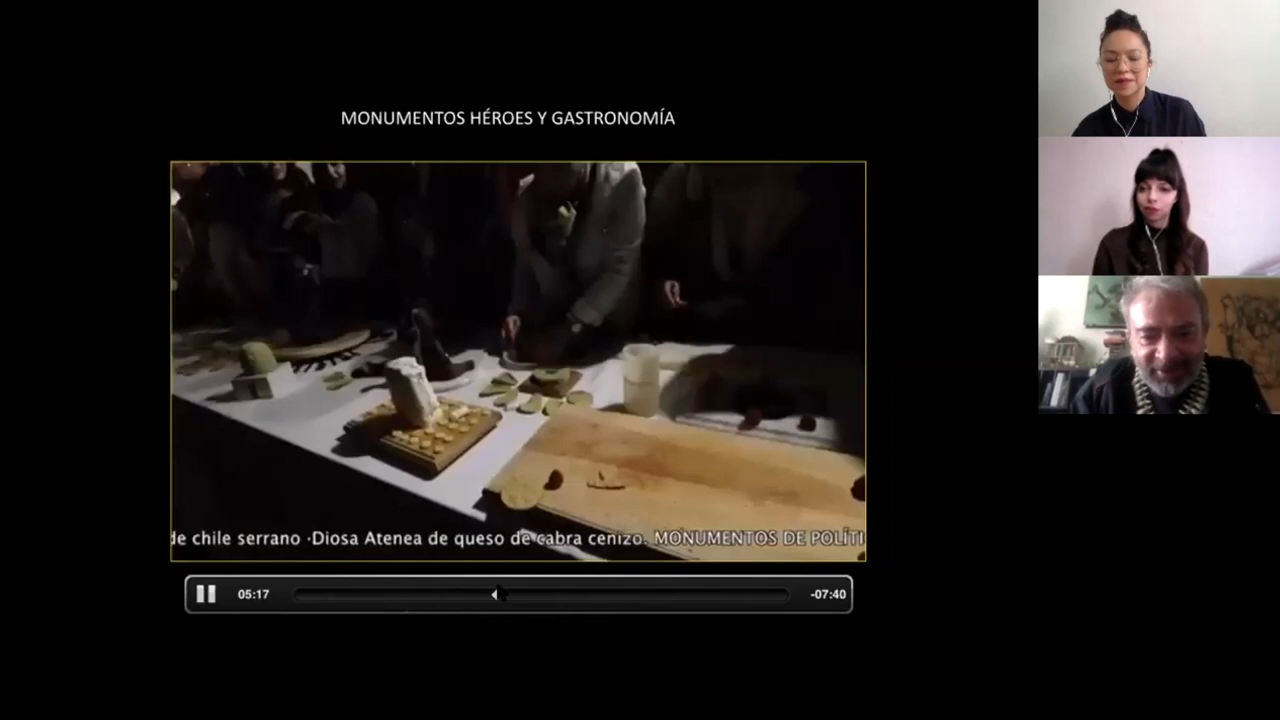 MONUMENTOS HÉROES Y GASTRONOMÍA
de chile serrano ·Diosa Atenea de queso de cabra cenizo. MONUMENTOS DE POLÍTI
05:17
-07:40